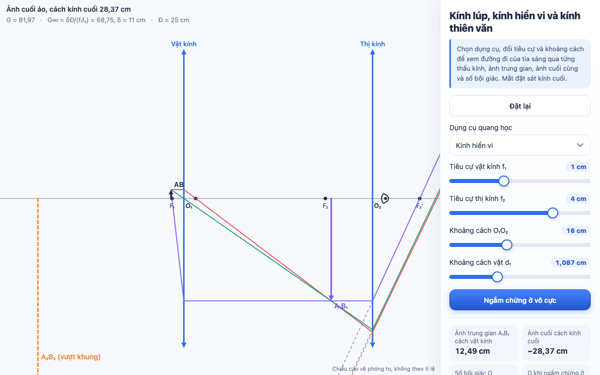 Ảnh cuối ảo, cách kính cuối 28,37 cm
G = 81,97 · G∞ = δĐ/(f₁f₂) = 68,75, δ = 11 cm · Đ = 25 cm
Vật kính
Thị kính
AB
F₁
O₁
F₂
O₂
F₂'
A₁B₁
A₂B₂ (vượt khung)
Chiều cao vẽ phóng to, không theo tỉ lệ
Kính lúp, kính hiển vi và kính
thiên văn
Chọn dụng cụ, đổi tiêu cự và khoảng cách
để xem đường đi của tia sáng qua từng
thấu kính, ảnh trung gian, ảnh cuối cùng
và số bội giác. Mắt đặt sát kính cuối.
Đặt lại
Dụng cụ quang học
Kính hiển vi
Tiêu cự vật kính f₁
1 cm
Tiêu cự thị kính f₂
4 cm
Khoảng cách O₁O₂
16 cm
Khoảng cách vật d₁
1,087 cm
Ngắm chừng ở vô cực
Ảnh trung gian A₁B₁
cách vật kính
12,49 cm
Ảnh cuối cách kính
cuối
−28,37 cm
Số bội giác G
G khi ngắm chừng ở